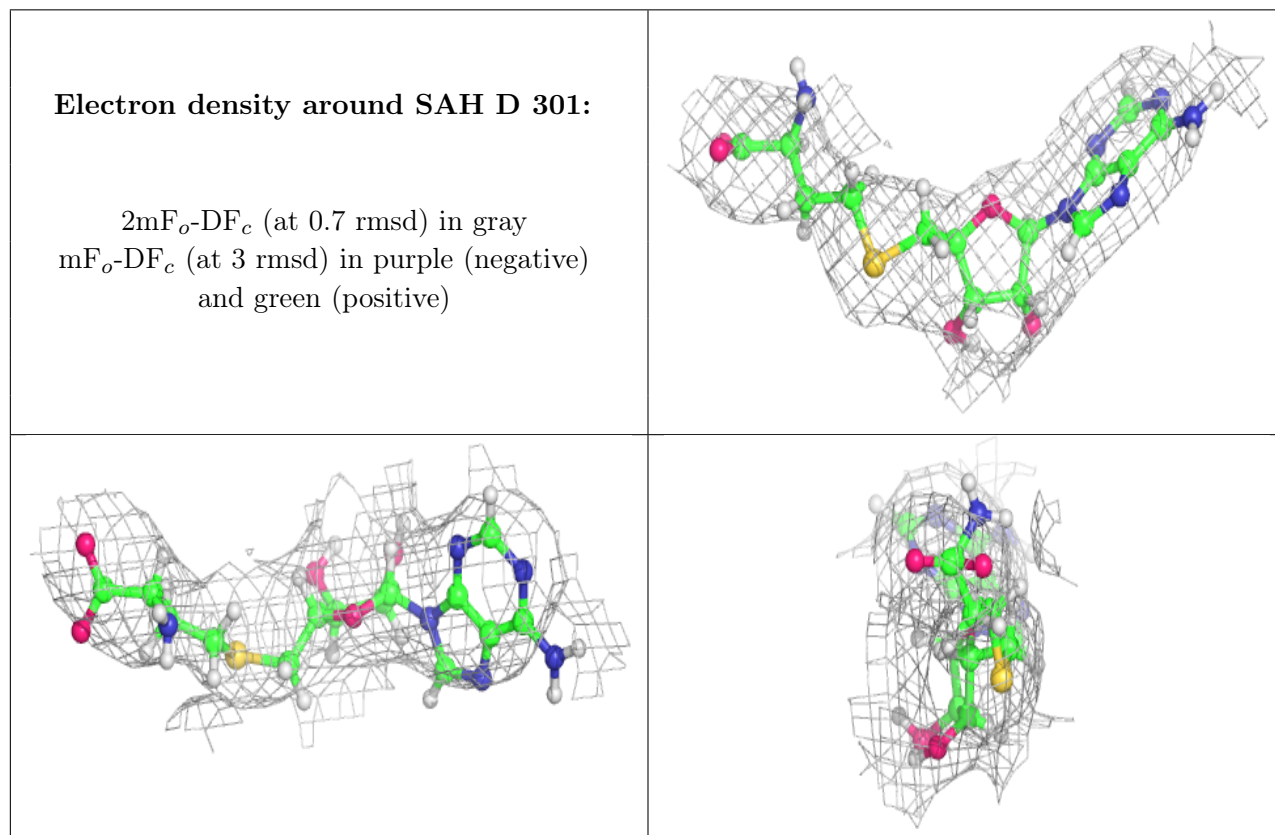 Electron density around SAH D 301:
2mFo-DFc (at 0.7 rmsd) in gray
mFo-DFc (at 3 rmsd) in purple (negative)
and green (positive)